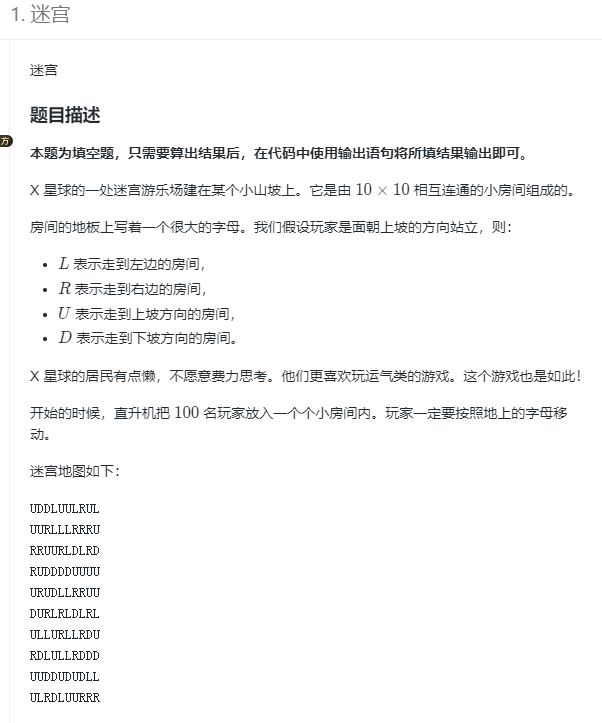 1. 迷宫
迷宫
题目描述
方
本题为填空题，只需要算出结果后，在代码中使用输出语句将所填结果输出即可。
X 星球的一处迷宫游乐场建在某个小山坡上。它是由 10 × 10 相互连通的小房间组成的。
房间的地板上写着一个很大的字母。我们假设玩家是面朝上坡的方向站立，则：
• L 表示走到左边的房间，
• R 表示走到右边的房间，
• U 表示走到上坡方向的房间，
• D 表示走到下坡方向的房间。
X 星球的居民有点懒，不愿意费力思考。他们更喜欢玩运气类的游戏。这个游戏也是如此！
开始的时候，直升机把 100 名玩家放入一个个小房间内。玩家一定要按照地上的字母移
动。
迷宫地图如下：
UDDLUULRUL
UURLLLRRRU
RRUURLDLRD
RUDDDDUUUU
URUDLLRRUU
DURLRLDLRL
ULLURLLRDU
RDLULLRDDD
UUDDUDUDLL
ULRDLUURRR